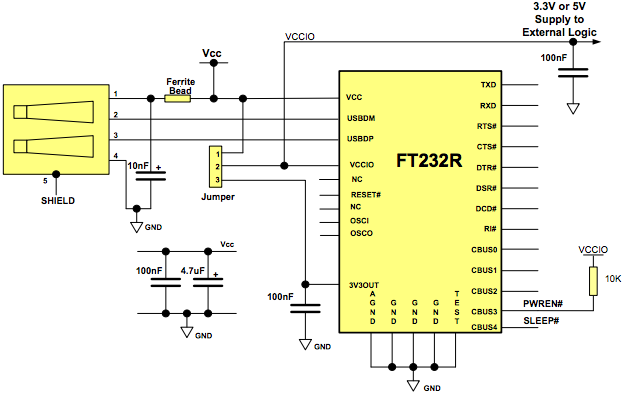 3.3V or 5V
Supply to
External Logic
VCCIO
100nF
Vcc
Ferrite
Bead
1
2
3
4
5
SHIELD
10nF
+
GND
1
2
3
Jumper
VCC
USBDM
USBDP
VCCIO
NC
RESET#
NC
OSCI
OSCO
3V3OUT
FT232R
TXD
RXD
RTS#
CTS#
DTR#
DSR#
DCD#
RI#
CBUS0
CBUS1
CBUS2
CBUS3
CBUS4
AGND
GND
GND
GND
TEST
GND
PWREN#
SLEEP#
VCCIO
10K
Vcc
100nF
4.7uF
+
GND
100nF
GND